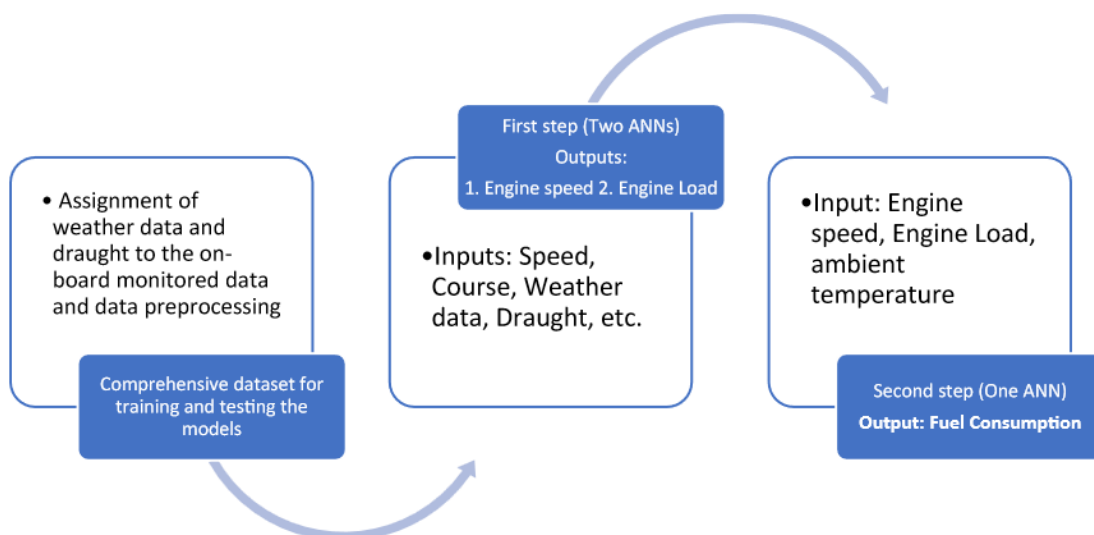 • Assignment of
weather data and
draught to the on-
board monitored data
and data preprocessing
Comprehensive dataset for
training and testing the
models
First step (Two ANNs)
Outputs:
1. Engine speed 2. Engine Load
•Inputs: Speed,
Course, Weather
data, Draught, etc.
•Input: Engine
speed, Engine Load,
ambient
temperature
Second step (One ANN)
Output: Fuel Consumption